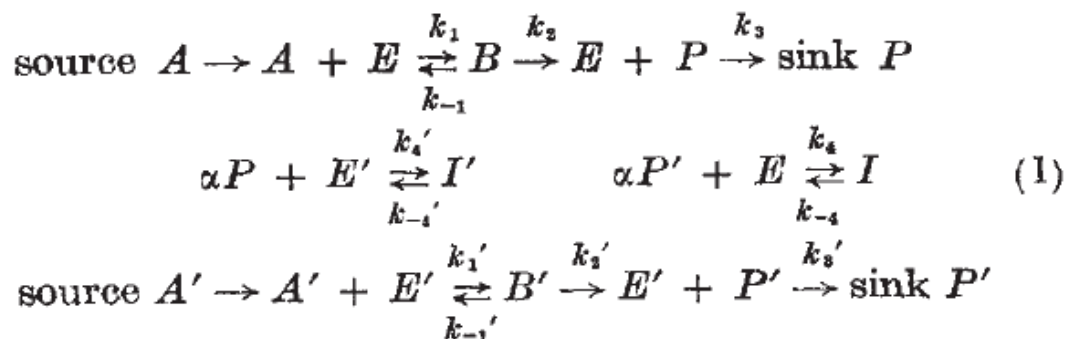 source A → A + E ⇌ B → E + P → sink P
k₁ k₋₁ k₂ k₃
αP + E′ ⇌ I′ αP′ + E ⇌ I (1)
k₄′ k₋₄′ k₄ k₋₄
source A′ → A′ + E′ ⇌ B′ → E′ + P′ → sink P′
k₁′ k₋₁′ k₂′ k₃′